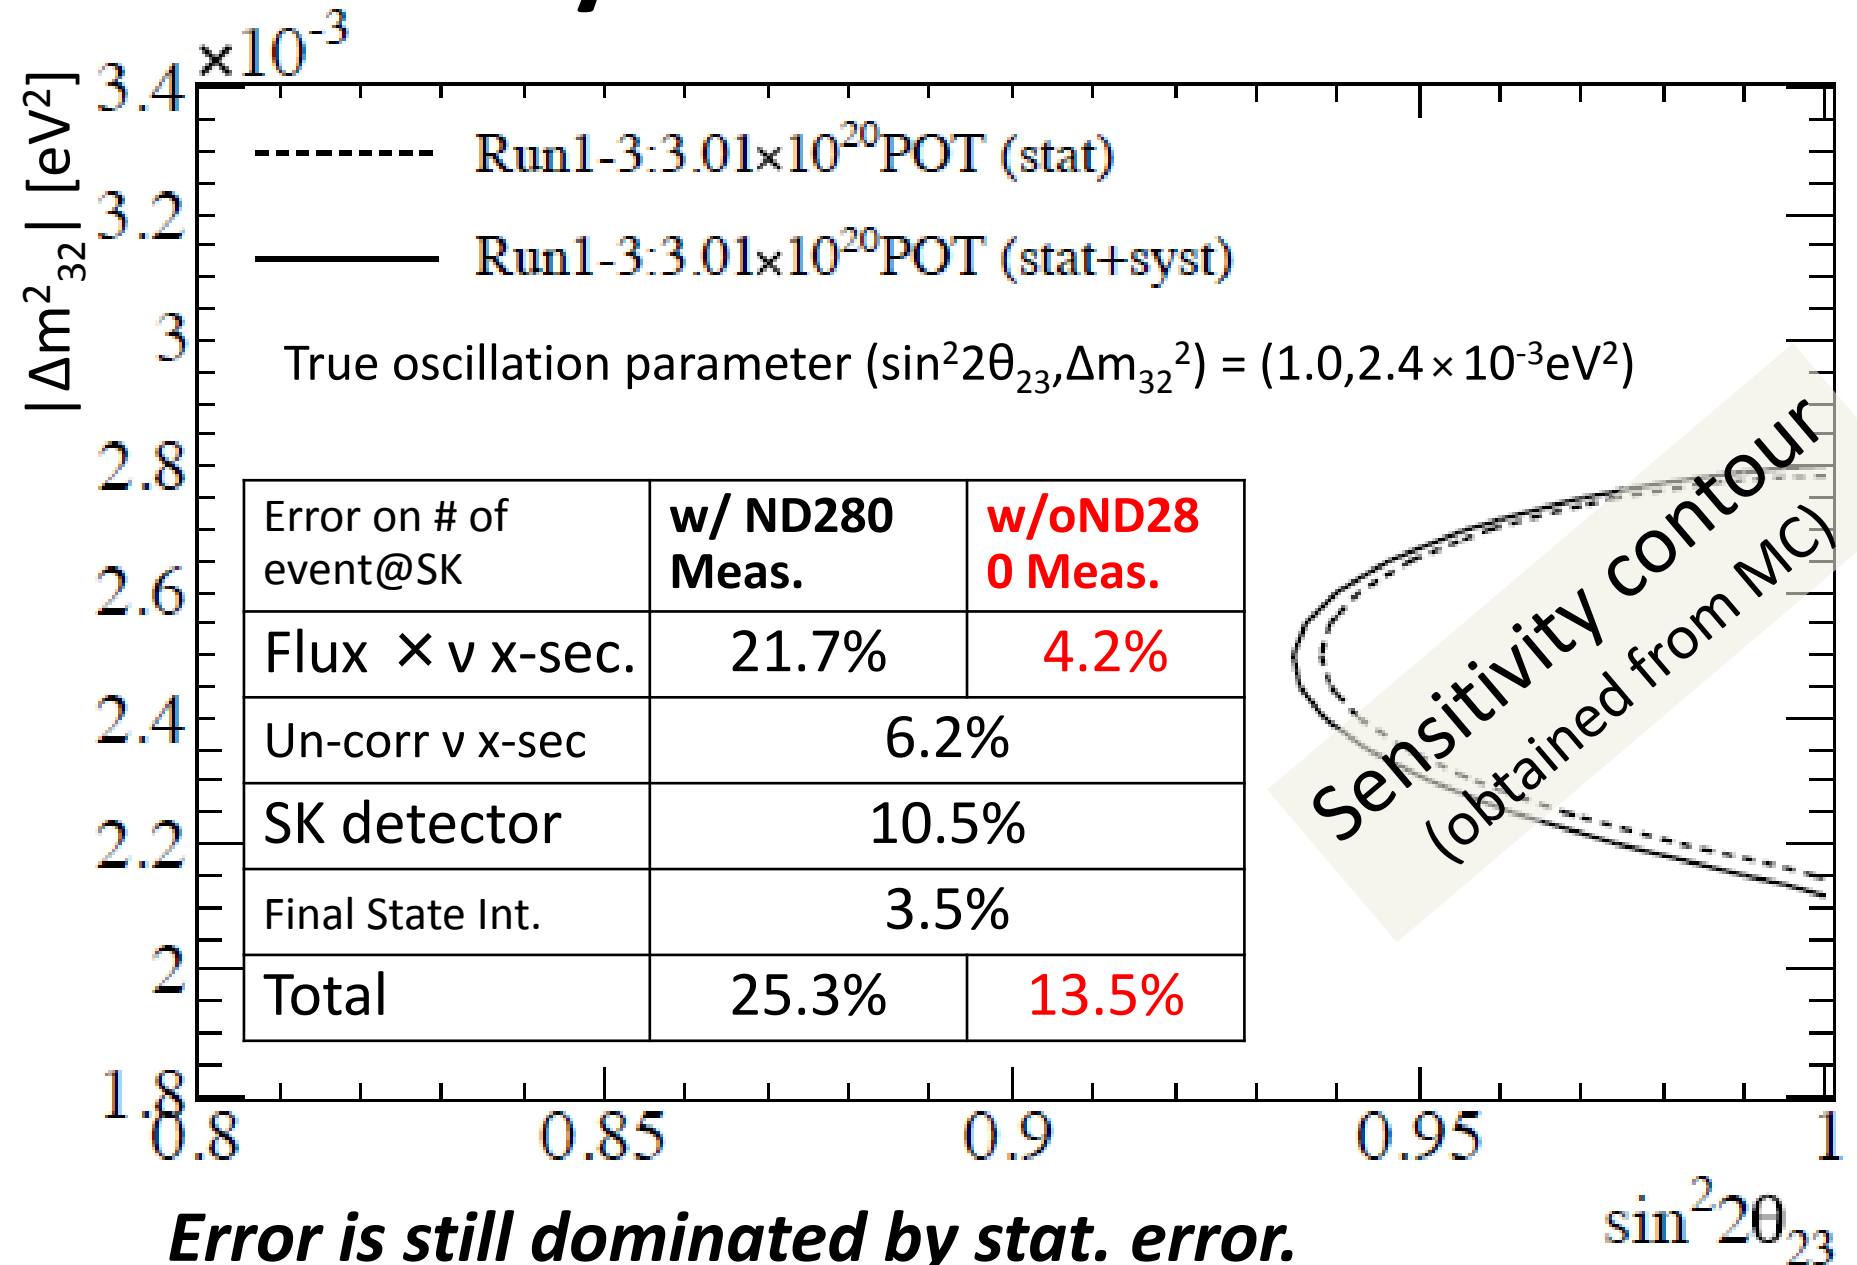 ×10⁻³
|Δm²₃₂| [eV²]
3.4
3.2
3
2.8
2.6
2.4
2.2
2
1.8
Run1-3:3.01×10²⁰POT (stat)
Run1-3:3.01×10²⁰POT (stat+syst)
True oscillation parameter (sin²2θ₂₃,Δm₃₂²) = (1.0,2.4×10⁻³eV²)
Error on # of event@SK w/ ND280 Meas. w/oND280 Meas.
Flux × ν x-sec. 21.7% 4.2%
Un-corr ν x-sec 6.2%
SK detector 10.5%
Final State Int. 3.5%
Total 25.3% 13.5%
Sensitivity contour
(obtained from MC)
0.8 0.85 0.9 0.95 1
sin²2θ₂₃
Error is still dominated by stat. error.